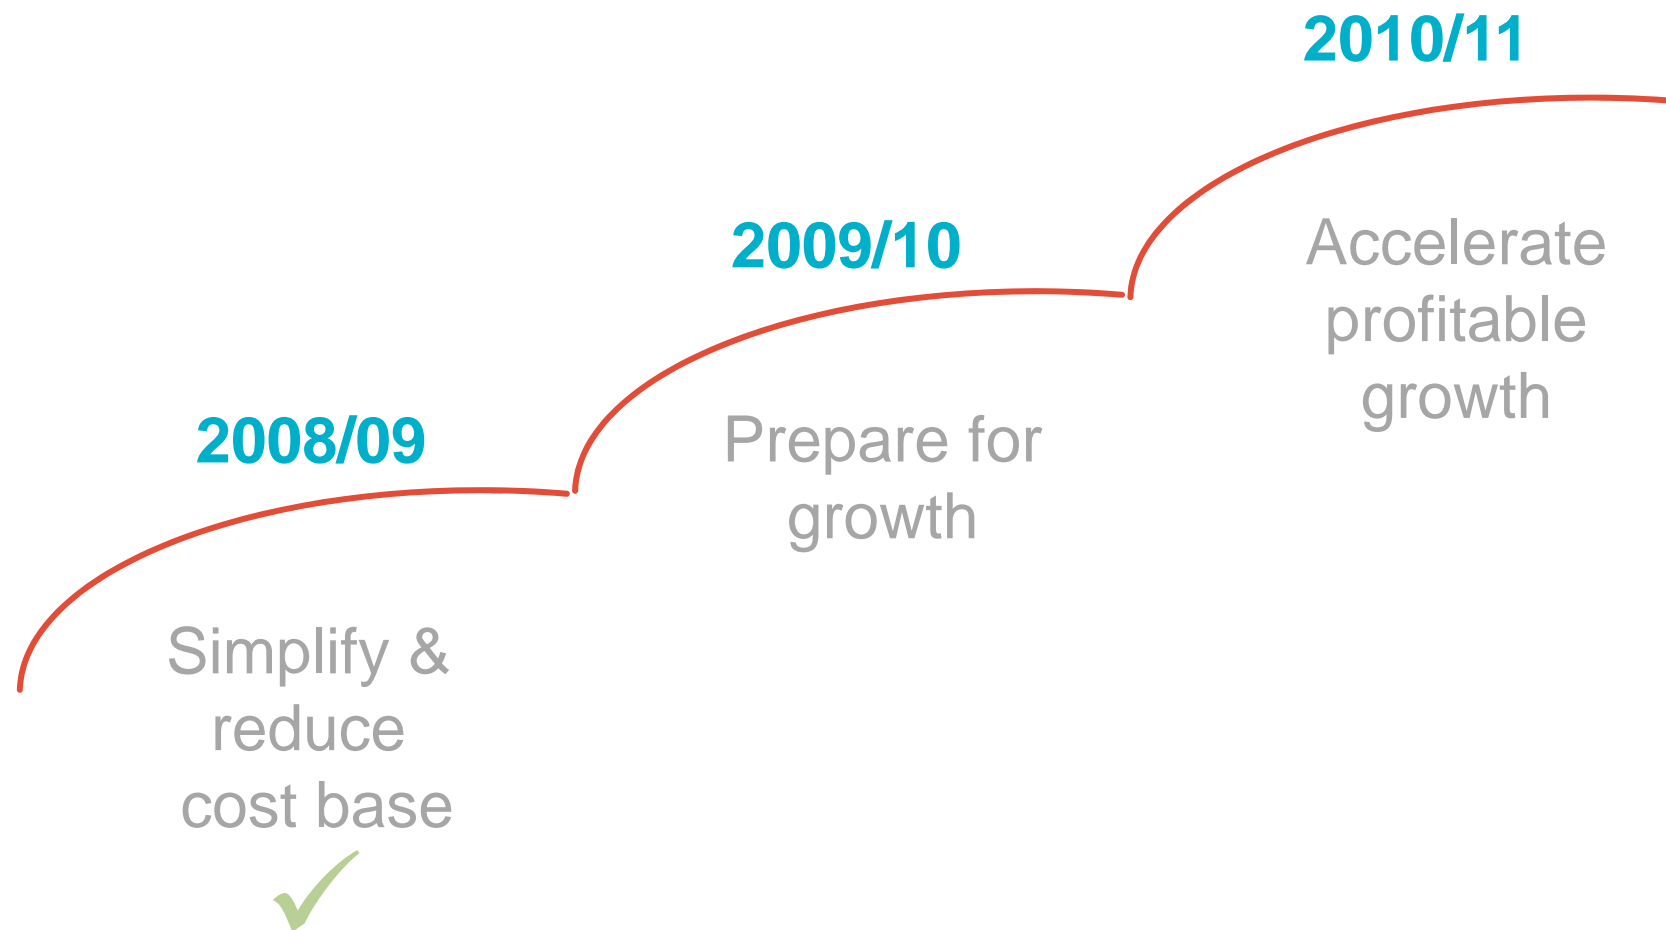 2008/09
Simplify &
reduce
cost base
2009/10
Prepare for
growth
2010/11
Accelerate
profitable
growth